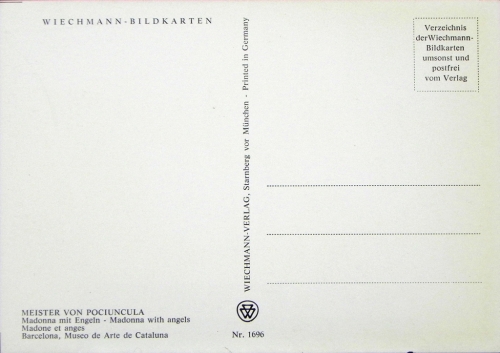 WIECHMANN-BILDKARTEN
Verzeichnis
derWiechmann-
Bildkarten
umsonst und
postfrei
vom Verlag
WIECHMANN-VERLAG, Starnberg vor München - Printed in Germany
MEISTER VON POCIUNCULA
Madonna mit Engeln - Madonna with angels
Madone et anges
Barcelona, Museo de Arte de Cataluna
Nr. 1696